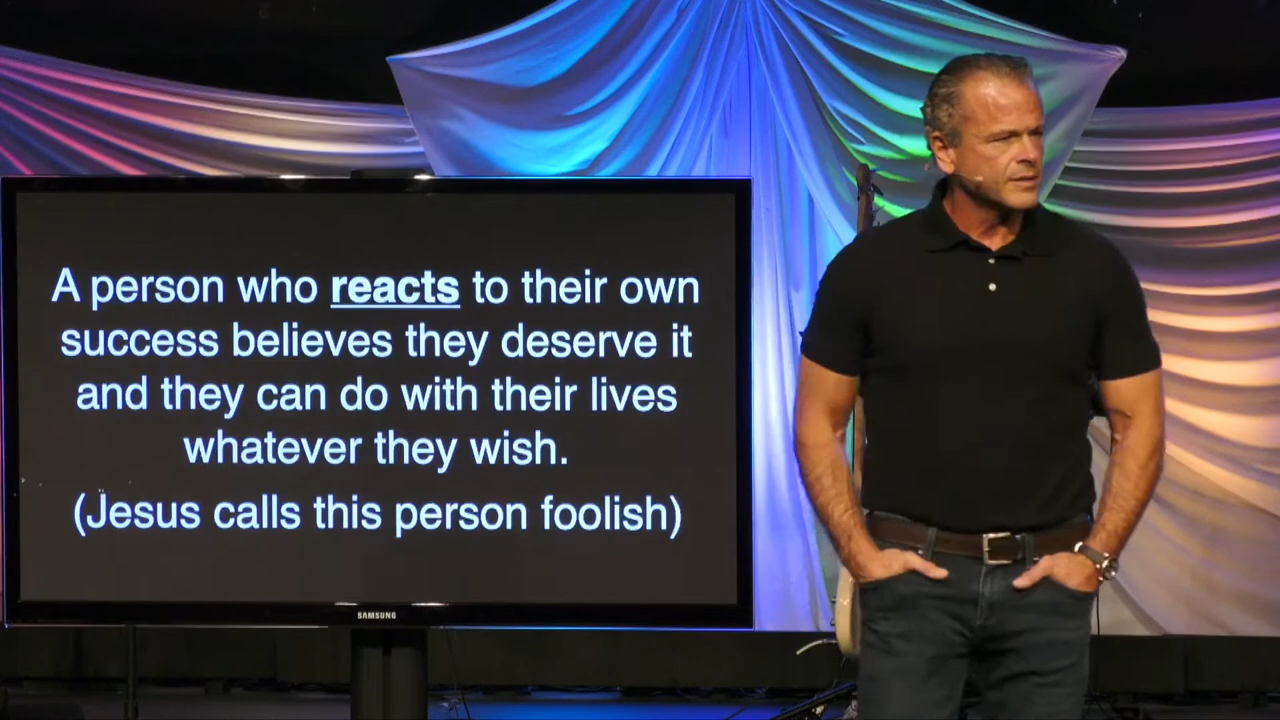 A person who reacts to their own
success believes they deserve it
and they can do with their lives
whatever they wish.
(Jesus calls this person foolish)
SAMSUNG